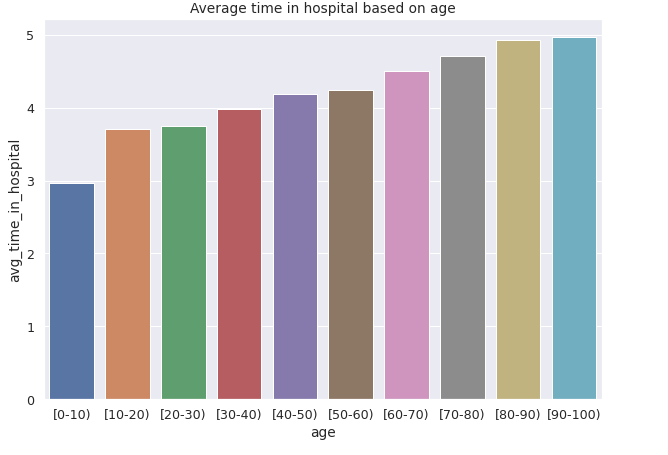 Average time in hospital based on age
avg_time_in_hospital
5
4
3
2
1
0
[0-10) [10-20) [20-30) [30-40) [40-50) [50-60) [60-70) [70-80) [80-90) [90-100)
age